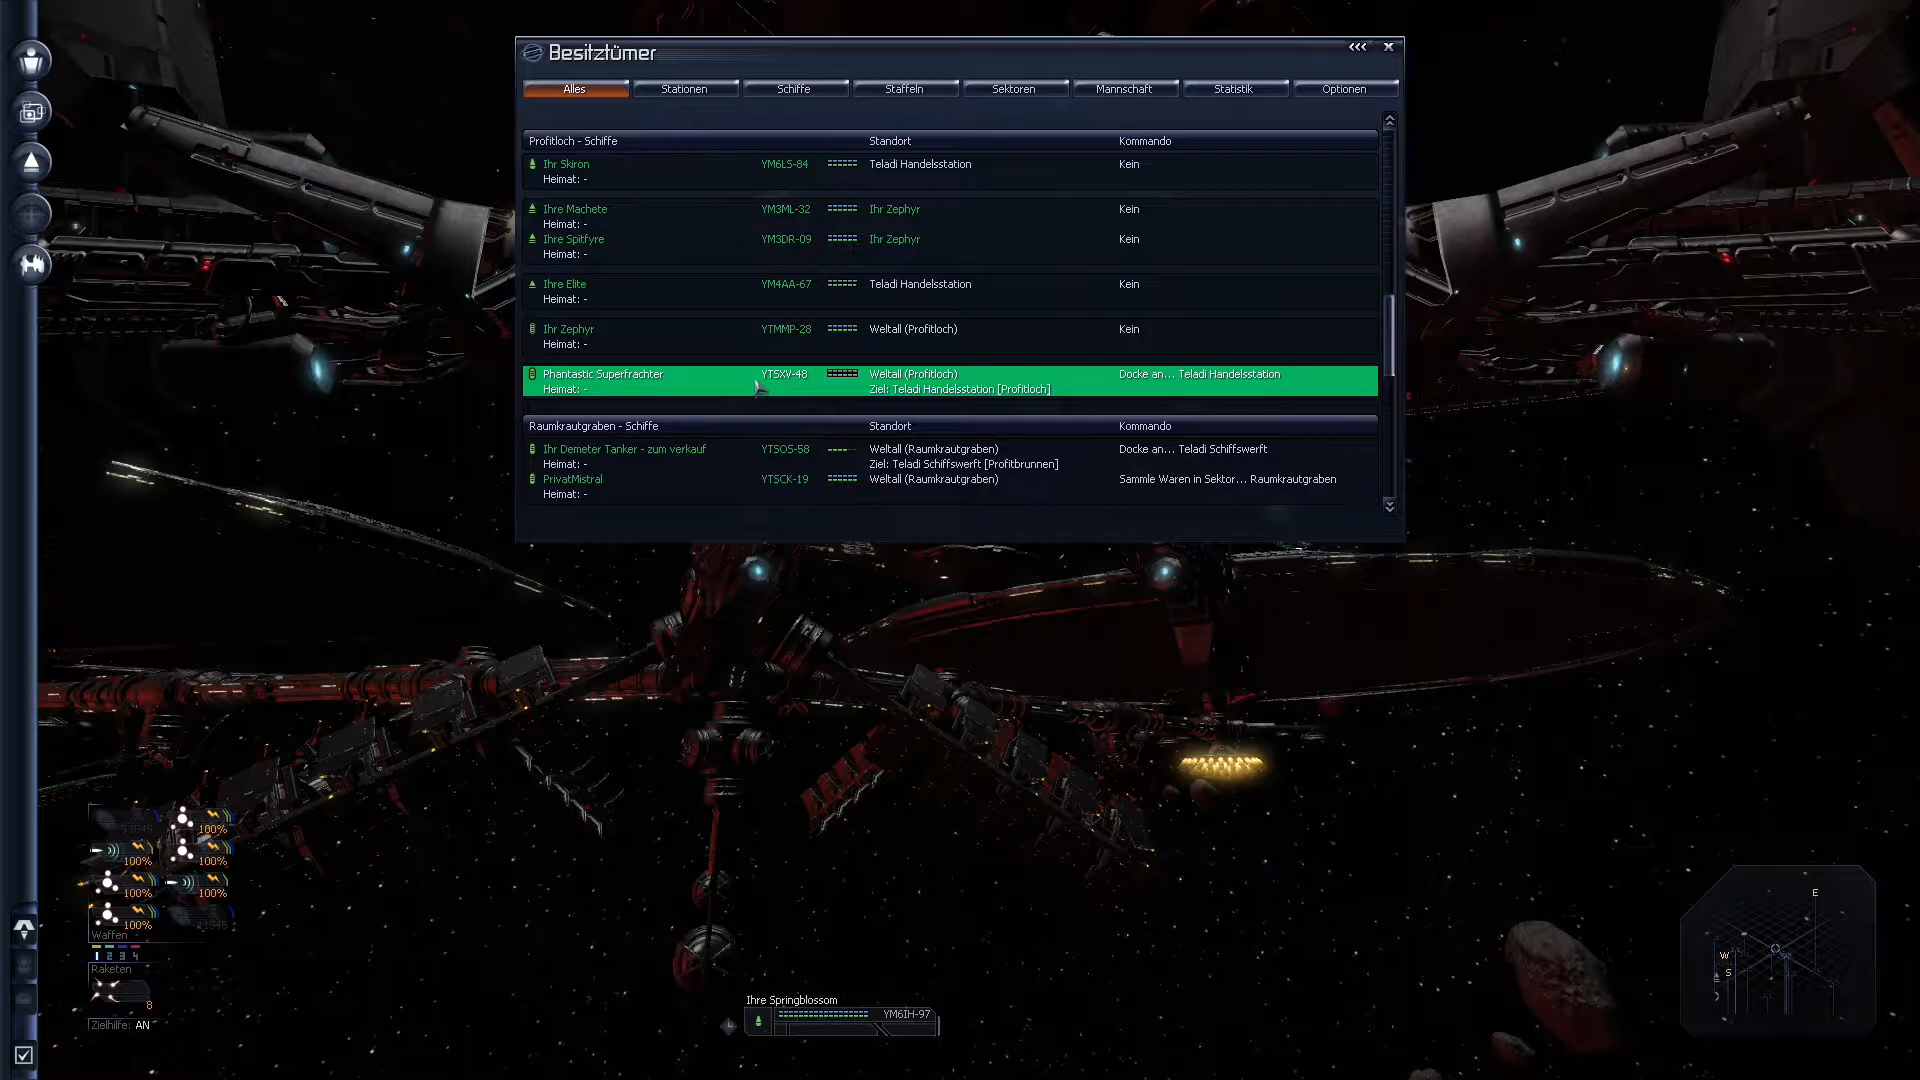 Besitztümer
Alles Stationen Schiffe Staffeln Sektoren Mannschaft Statistik Optionen
Profitloch - Schiffe Standort Kommando
Ihr Skiron YM6LS-84 Teladi Handelsstation Kein
Heimat: -
Ihre Machete YM3ML-32 Ihr Zephyr Kein
Heimat: -
Ihre Spitfyre YM3DR-09 Ihr Zephyr Kein
Heimat: -
Ihre Elite YM4AA-67 Teladi Handelsstation Kein
Heimat: -
Ihr Zephyr YTMMP-28 Weltall (Profitloch) Kein
Heimat: -
Phantastic Superfrachter YTSXV-48 Weltall (Profitloch) Docke an... Teladi Handelsstation
Heimat: - Ziel: Teladi Handelsstation [Profitloch]
Raumkrautgraben - Schiffe Standort Kommando
Ihr Demeter Tanker - zum verkauf YTSOS-58 Weltall (Raumkrautgraben) Docke an... Teladi Schiffswerft
Heimat: - Ziel: Teladi Schiffswerft [Profitbrunnen]
PrivatMistral YTSCK-19 Weltall (Raumkrautgraben) Sammle Waren in Sektor... Raumkrautgraben
Heimat: -
100%
100% 100%
100% 100%
100%
Waffen
1 2 3 4
Raketen
8
Zielhilfe: AN
Ihre Springblossom
YM6IH-97
E
W
S